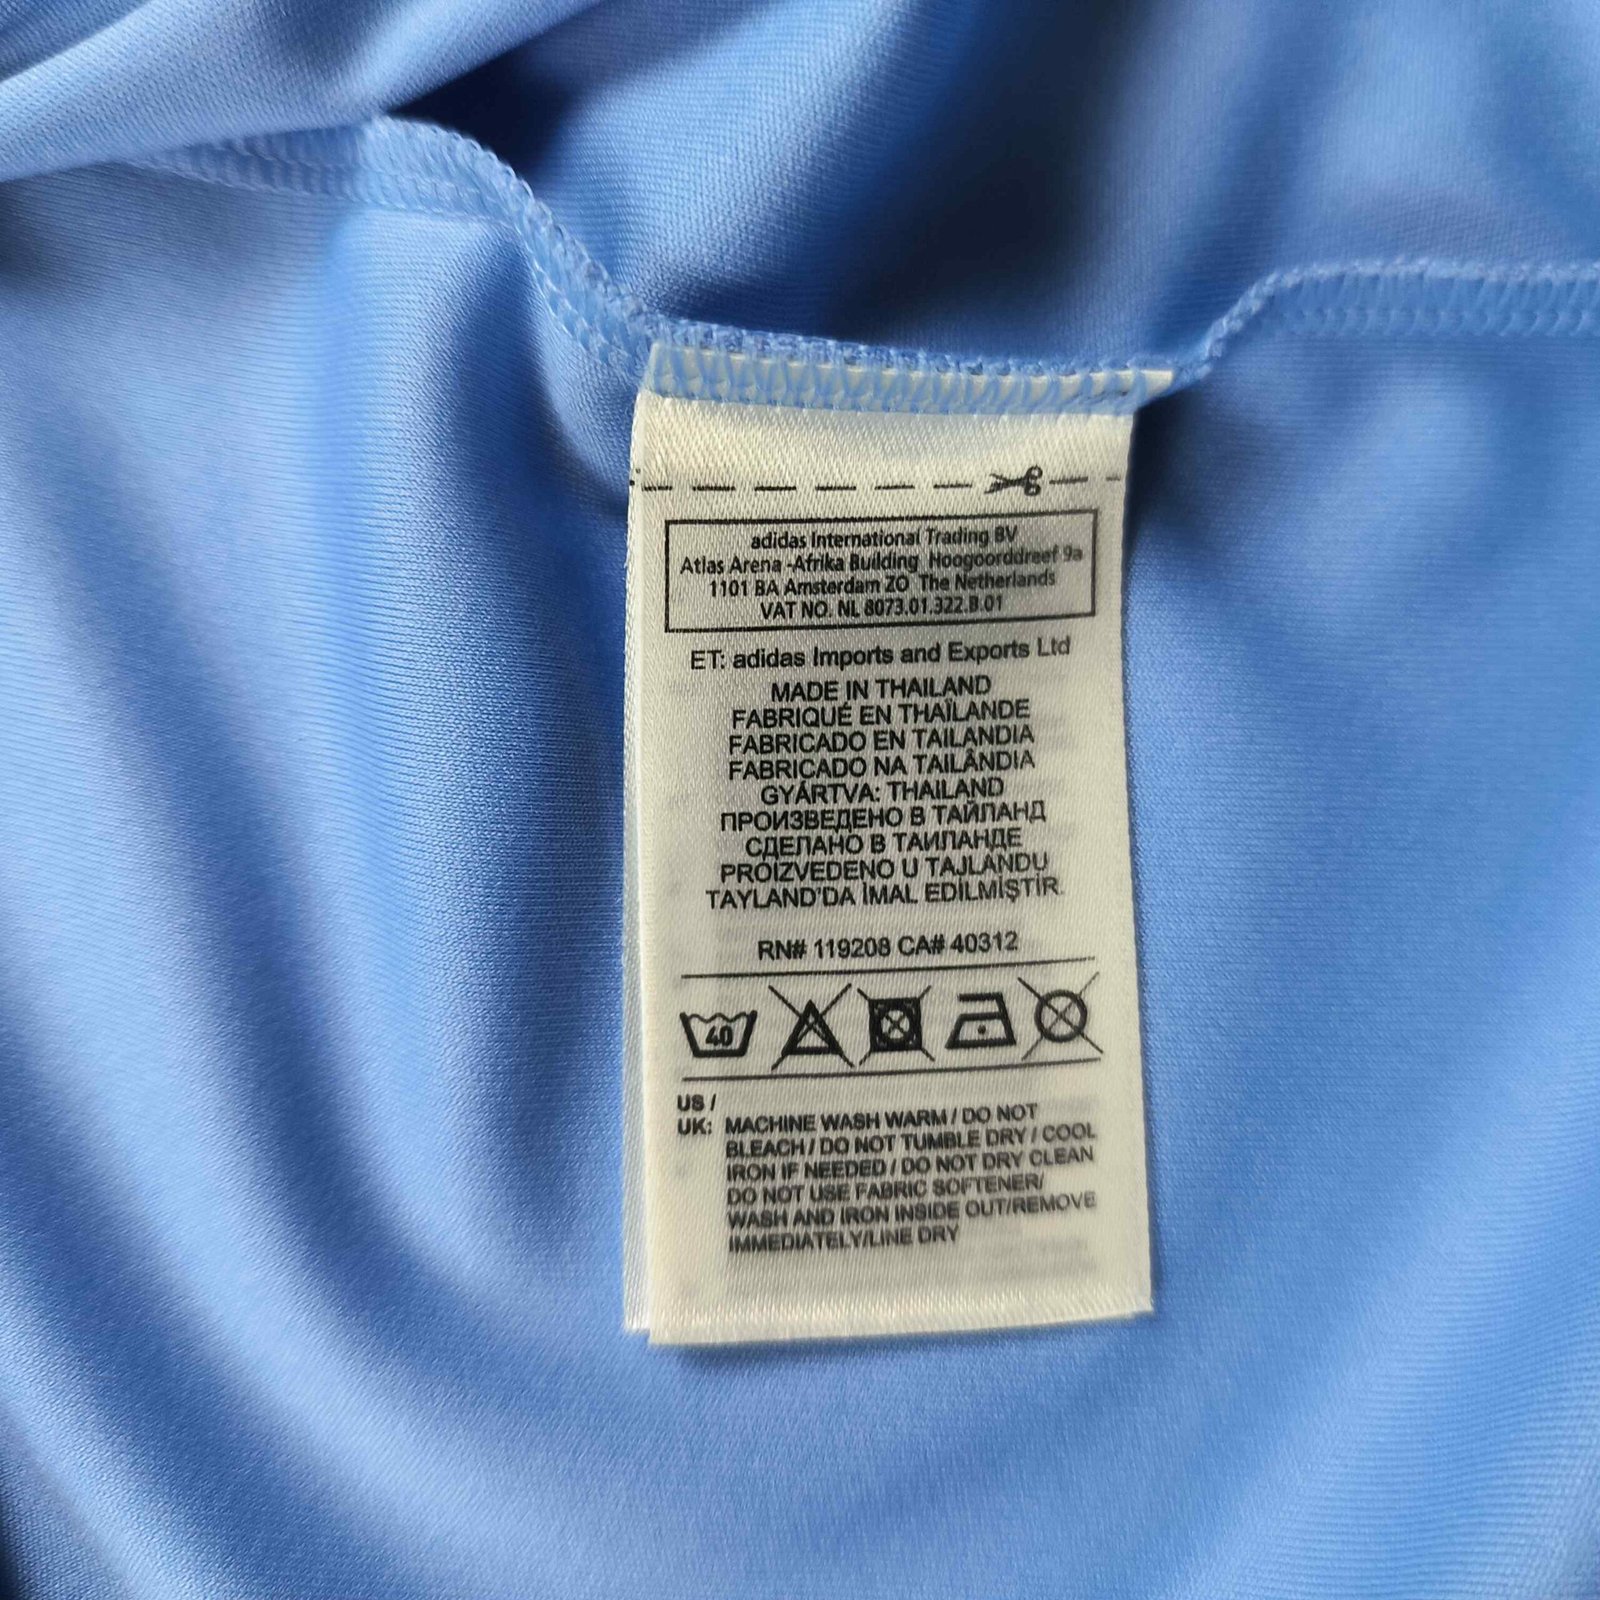 adidas International Trading BV
Atlas Arena -Afrika Building Hoogoorddreef 9a
1101 BA Amsterdam ZO The Netherlands
VAT NO. NL 8073.01.322.B.01
ET: adidas Imports and Exports Ltd
MADE IN THAILAND
FABRIQUÉ EN THAÏLANDE
FABRICADO EN TAILANDIA
FABRICADO NA TAILÂNDIA
GYÁRTVA: THAILAND
ПРОИЗВЕДЕНО В ТАЙЛАНД
СДЕЛАНО В ТАИЛАНДЕ
PROIZVEDENO U TAJLANDU
TAYLAND'DA İMAL EDILMİŞTİR.
RN# 119208 CA# 40312
40
US /
UK: MACHINE WASH WARM / DO NOT
BLEACH / DO NOT TUMBLE DRY / COOL
IRON IF NEEDED / DO NOT DRY CLEAN
DO NOT USE FABRIC SOFTENER/
WASH AND IRON INSIDE OUT/REMOVE
IMMEDIATELY/LINE DRY